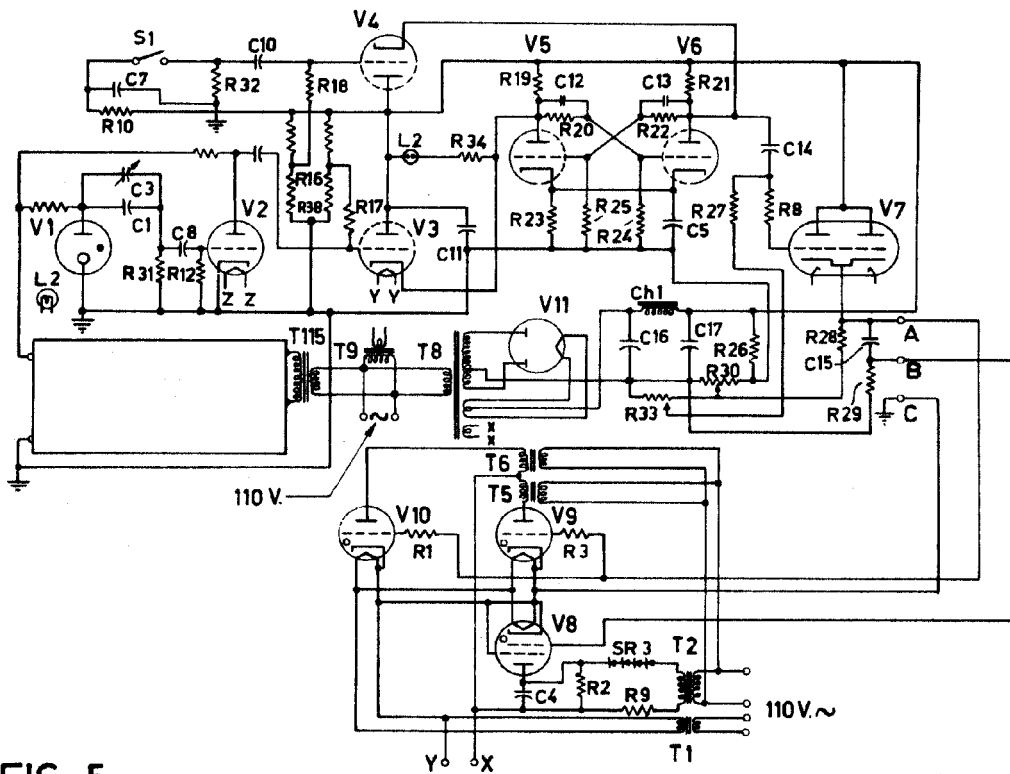 V4
S1
C10
V5
V6
C7
R32
R18
R19
C12
C13
R21
R10
R20
R22
L2
R34
C14
C3
R16
V2
R38
R17
V3
V1
C1
C8
R23
R25
R27
R8
V7
R31
R12
C11
R24
C5
L2
Z Z
Y Y
V11
Ch1
A
T115
T9
T8
C16
C17
R26
R28
C15
B
R30
R33
R29
C
~
x x
110 V.
T6
T5
V10
V9
R1
R3
V8
SR 3
T2
R2
C4
R9
110 V.~
T1
Y X
FIG. 5